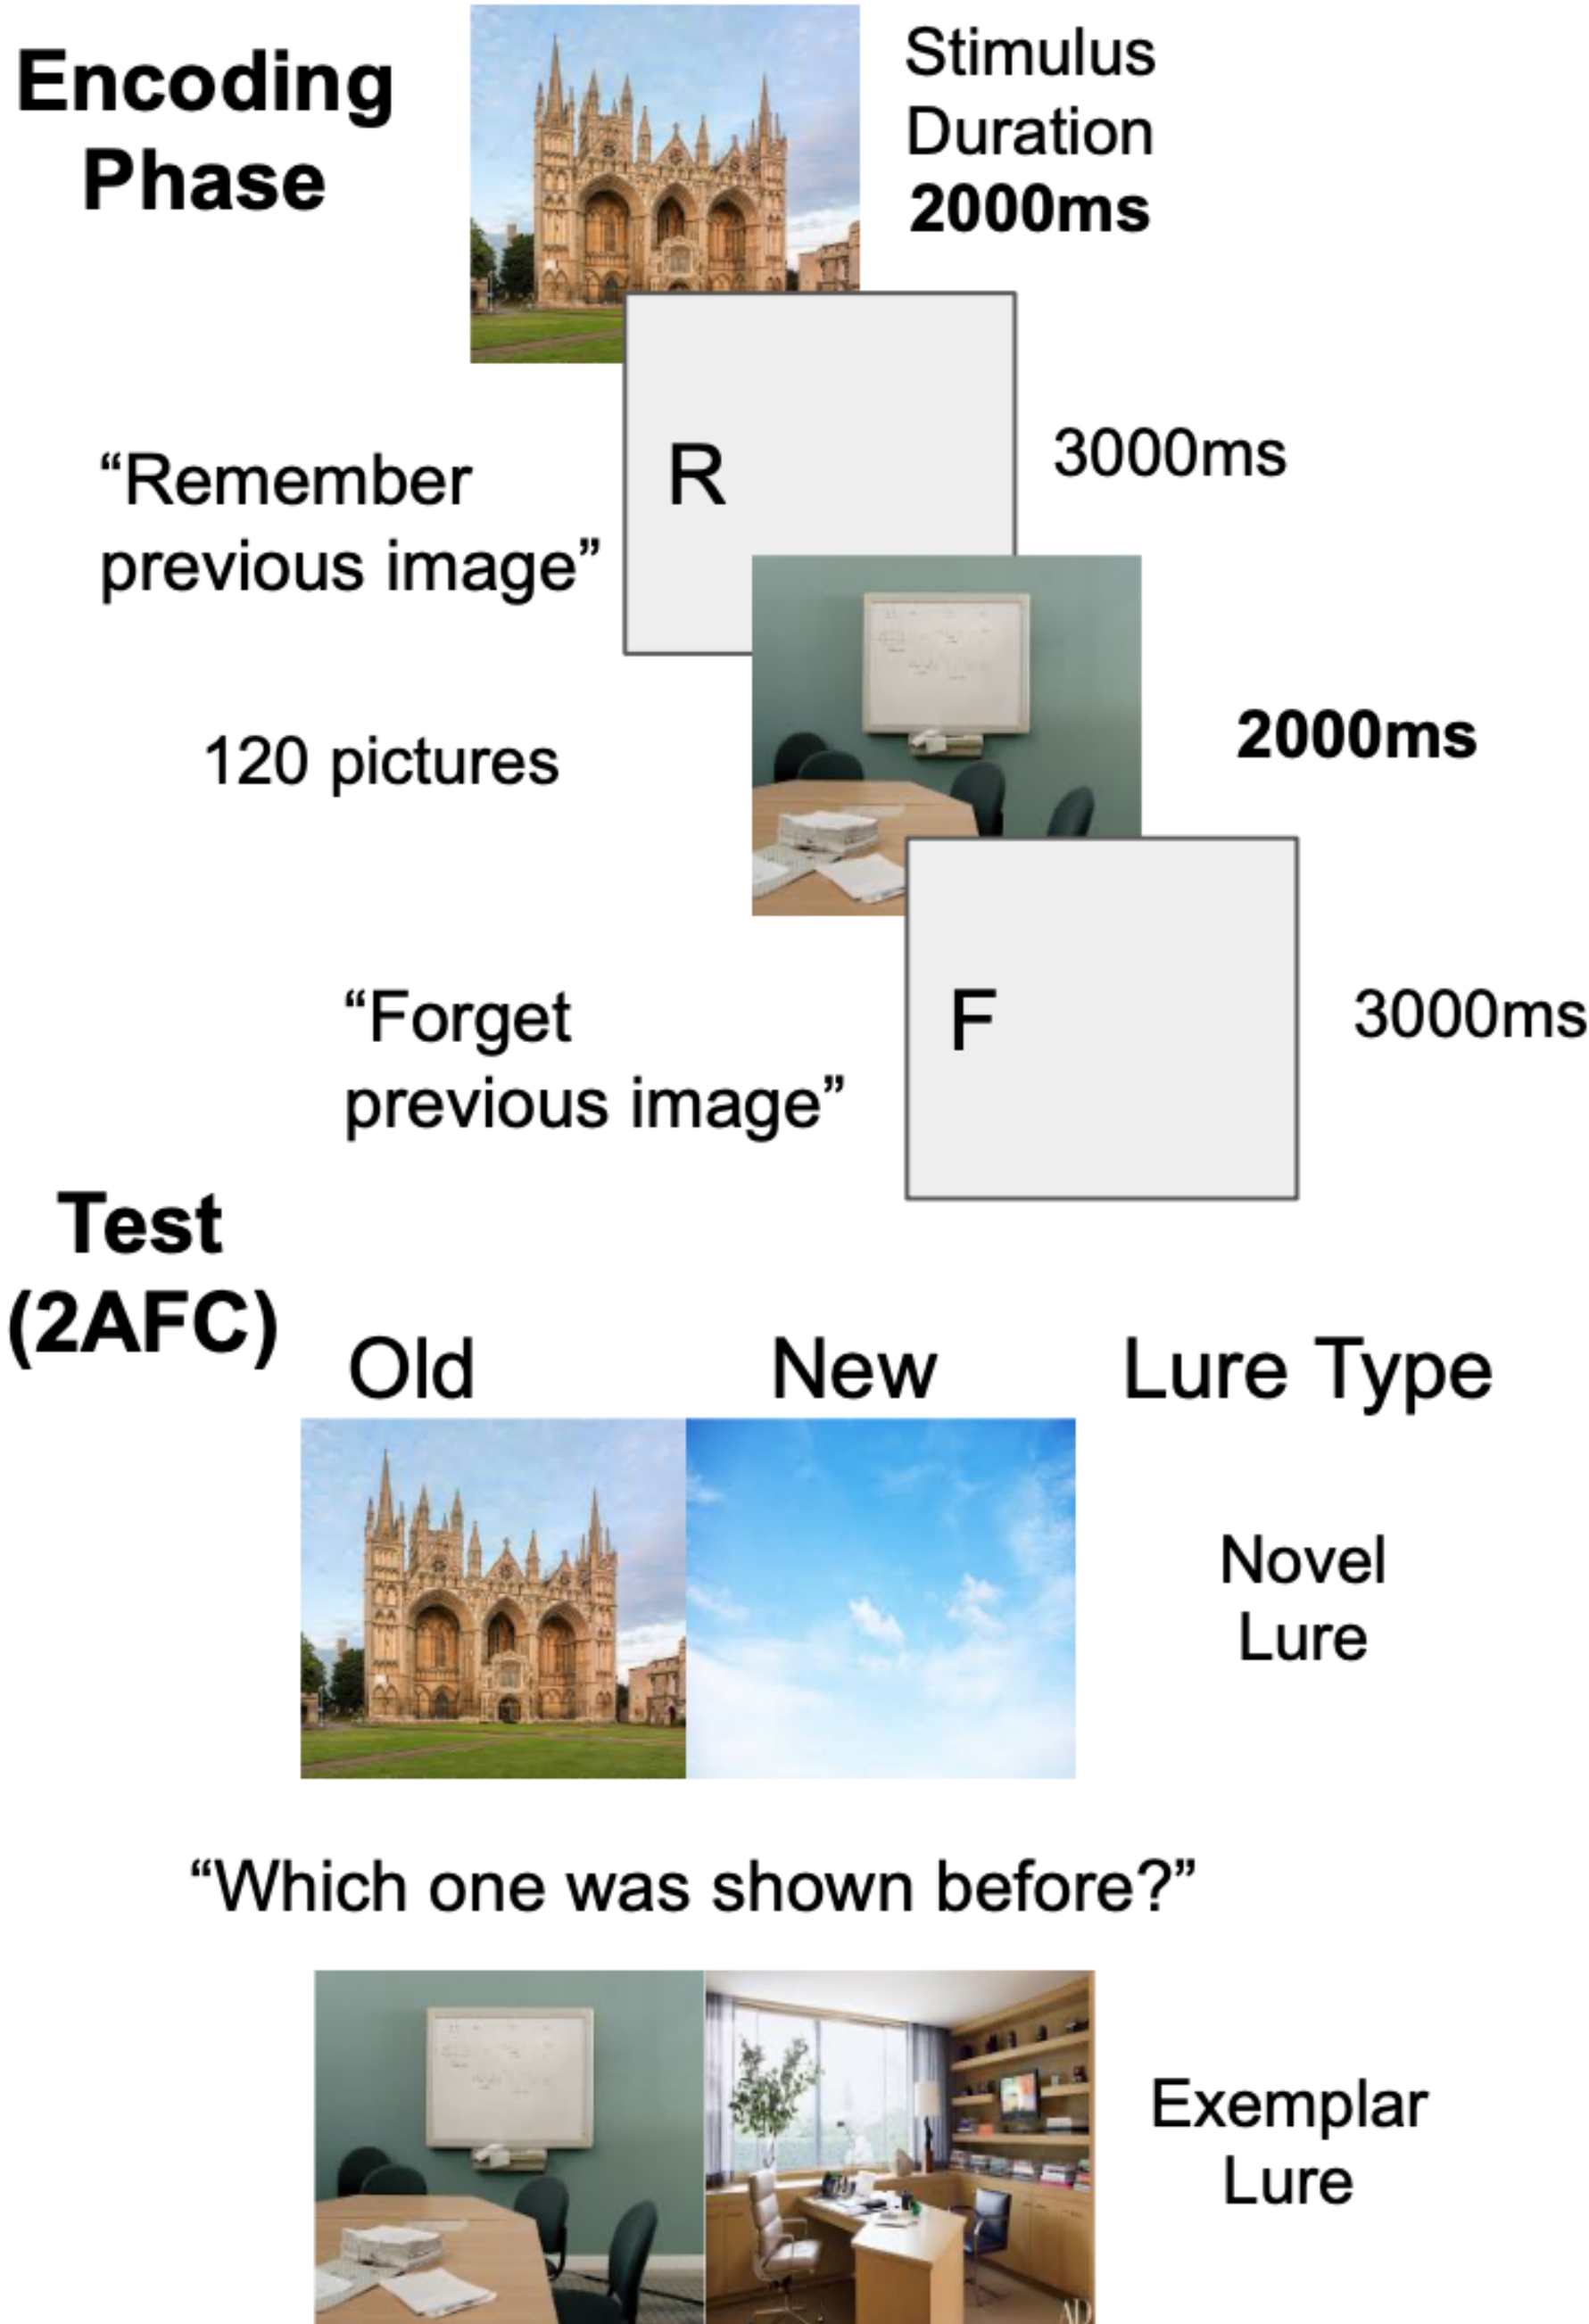 Encoding
Phase
Stimulus
Duration
2000ms
R
“Remember
previous image”
3000ms
120 pictures
2000ms
F
“Forget
previous image”
3000ms
Test
(2AFC)
Old New Lure Type
Novel
Lure
“Which one was shown before?”
Exemplar
Lure
AD